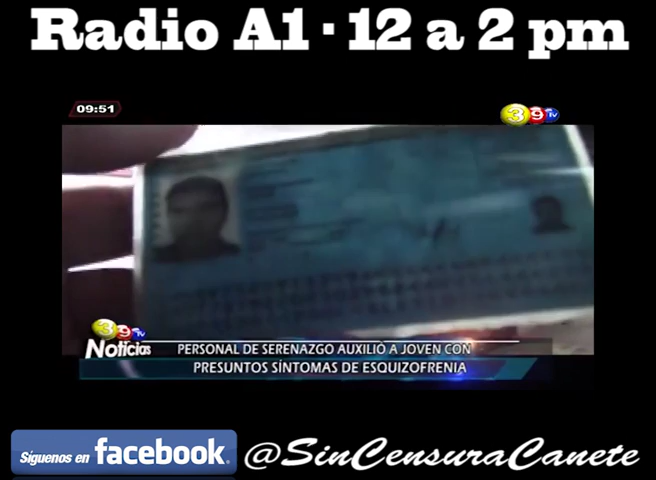 Radio A1 · 12 a 2 pm
09:51
39TV
39TV
Noticias
PERSONAL DE SERENAZGO AUXILIÓ A JOVEN CON
PRESUNTOS SÍNTOMAS DE ESQUIZOFRENIA
Síguenos en facebook
@SinCensuraCanete